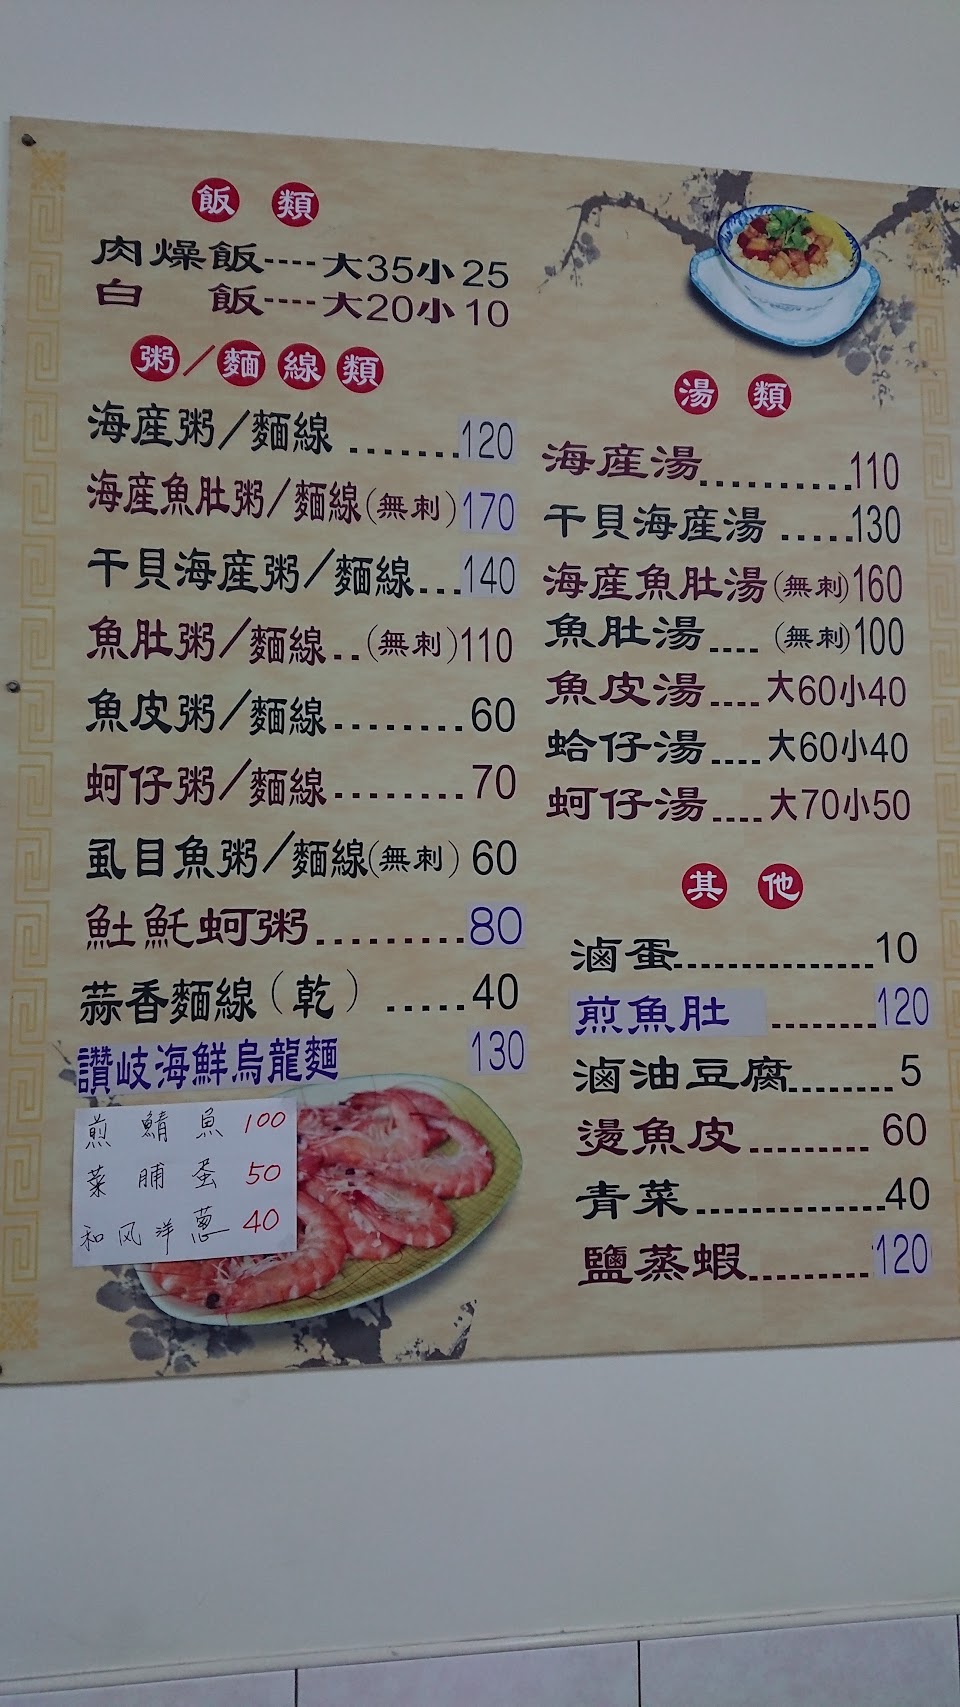 飯類
肉燥飯----大35小25
白 飯----大20小10
粥/麵線類
海産粥/麵線.......120
海産魚肚粥/麵線(無刺)170
干貝海産粥/麵線...140
魚肚粥/麵線..(無刺)110
魚皮粥/麵線........60
蚵仔粥/麵線........70
虱目魚粥/麵線(無刺)60
魠魠蚵粥.........80
蒜香麵線(乾).....40
讚岐海鮮烏龍麵 130
煎鯖魚 100
菜脯蛋 50
和风洋蔥 40
湯類
海産湯..........110
干貝海産湯.....130
海産魚肚湯(無刺)160
魚肚湯....(無刺)100
魚皮湯....大60小40
蛤仔湯....大60小40
蚵仔湯....大70小50
其他
滷蛋................10
煎魚肚........120
滷油豆腐........5
燙魚皮.........60
青菜.............40
鹽蒸蝦.........120